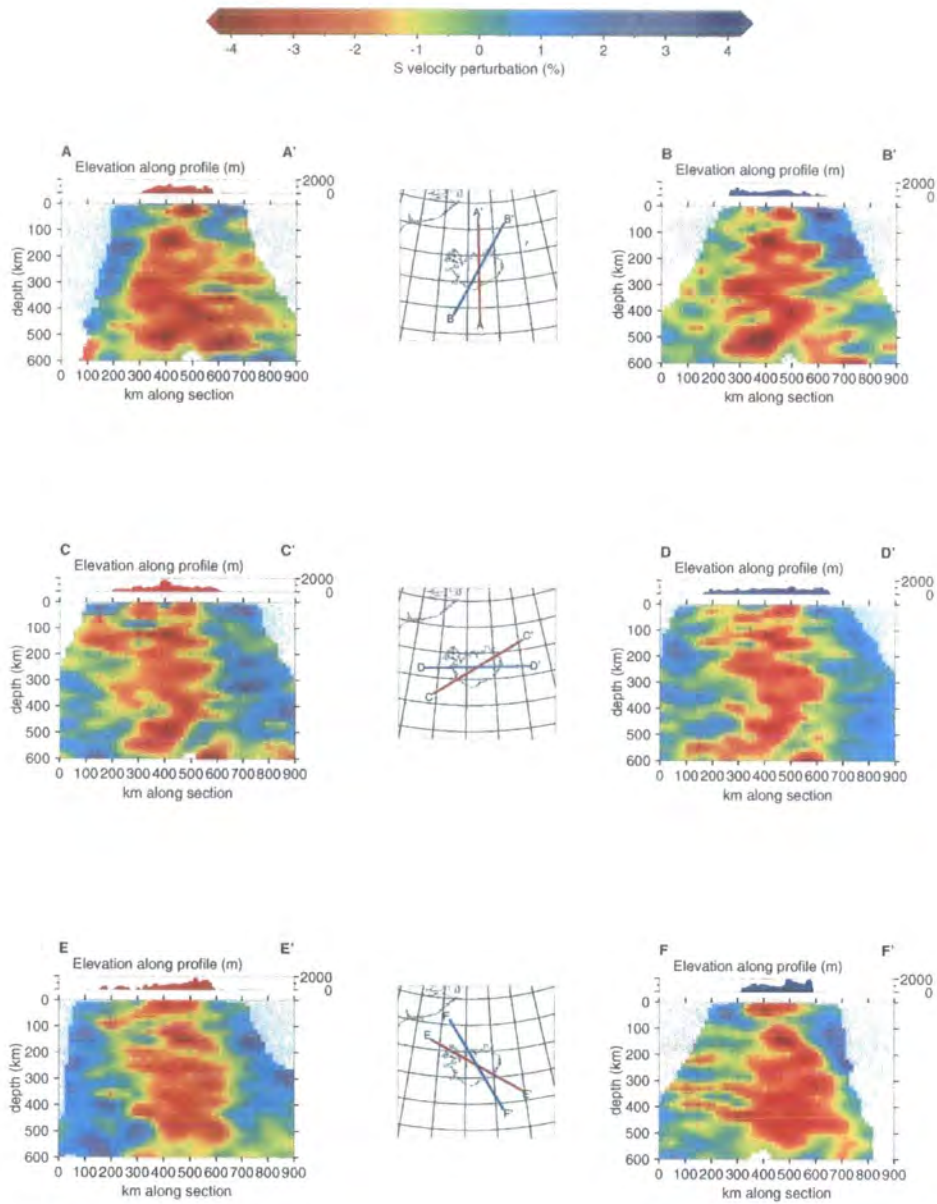 -4 -3 -2 -1 0 1 2 3 4
S velocity perturbation (%)
A A'
Elevation along profile (m)
2000
0
0
100
200
300
400
500
600
depth (km)
0 100 200 300 400 500 600 700 800 900
km along section
A'
B'
B
A
B B'
Elevation along profile (m)
2000
0
0
100
200
300
400
500
600
depth (km)
0 100 200 300 400 500 600 700 800 900
km along section
C C'
Elevation along profile (m)
2000
0
0
100
200
300
400
500
600
depth (km)
0 100 200 300 400 500 600 700 800 900
km along section
C'
D D'
C
D D'
Elevation along profile (m)
2000
0
0
100
200
300
400
500
600
depth (km)
0 100 200 300 400 500 600 700 800 900
km along section
E E'
Elevation along profile (m)
2000
0
0
100
200
300
400
500
600
depth (km)
0 100 200 300 400 500 600 700 800 900
km along section
F
E
E'
F'
F F'
Elevation along profile (m)
2000
0
0
100
200
300
400
500
600
depth (km)
0 100 200 300 400 500 600 700 800 900
km along section